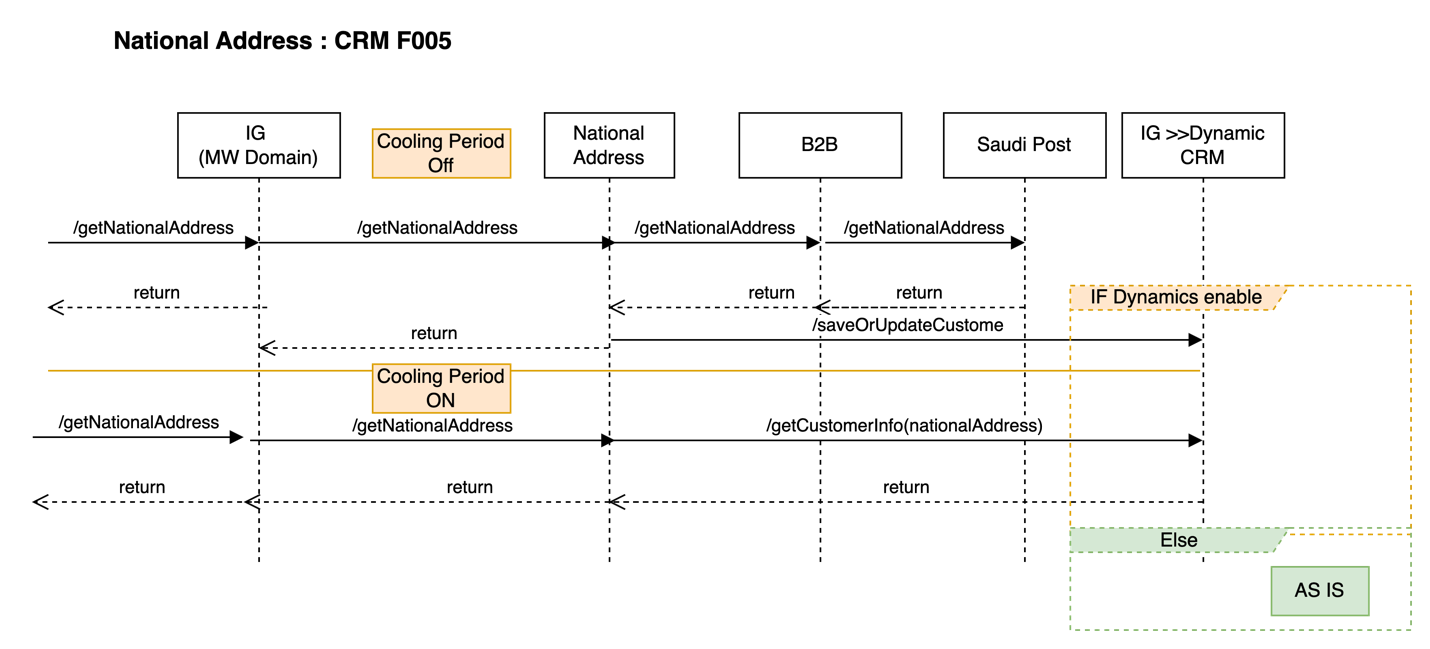 National Address : CRM F005
IG
(MW Domain)
Cooling Period
Off
National
Address
B2B
Saudi Post
IG >>Dynamic
CRM
/getNationalAddress
/getNationalAddress
/getNationalAddress
/getNationalAddress
return
return
return
IF Dynamics enable
/saveOrUpdateCustome
return
Cooling Period
ON
/getNationalAddress
/getNationalAddress
/getCustomerInfo(nationalAddress)
return
return
return
Else
AS IS